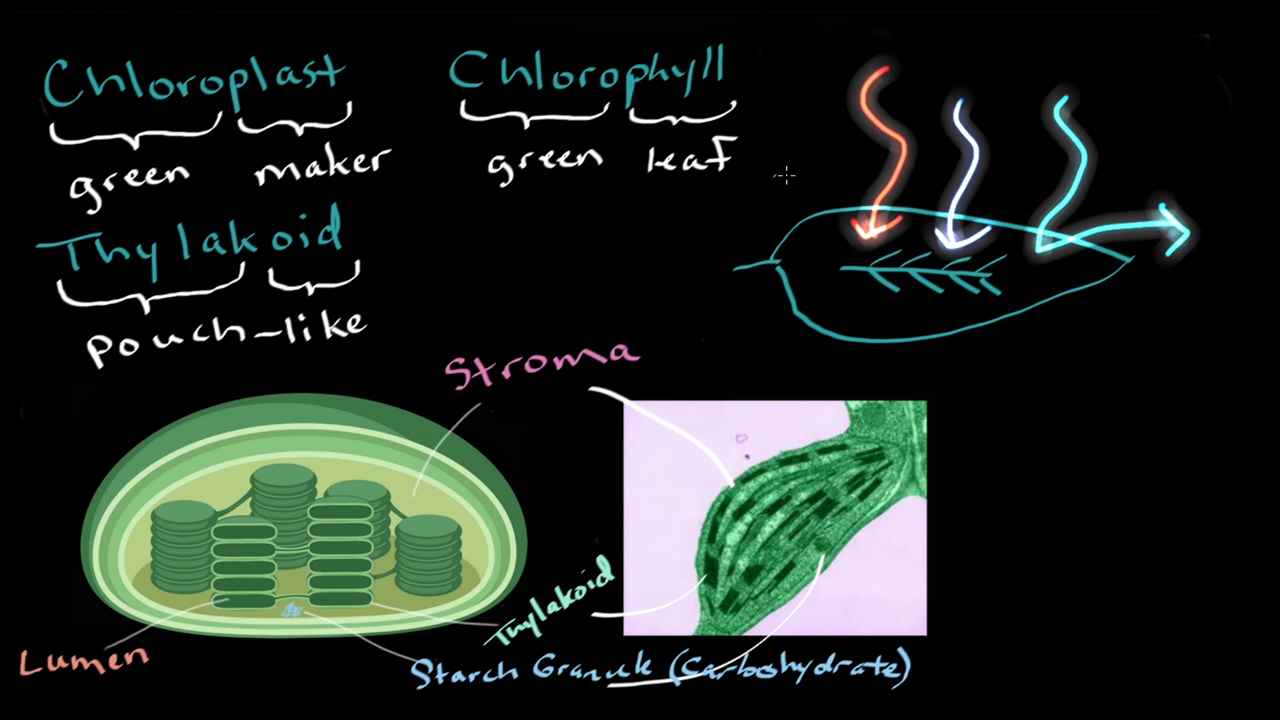 Chloroplast
green maker
Chlorophyll
green leaf
Thylakoid
pouch-like
Stroma
Thylakoid
Lumen
Starch Granule (Carbohydrate)